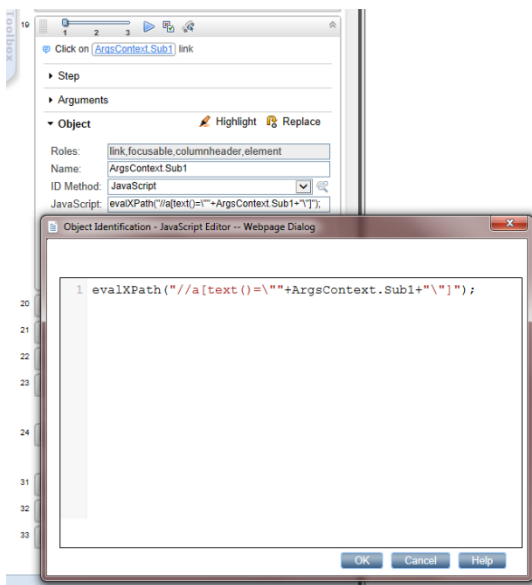 Toolbox
19
1 2 3
Click on ArgsContext.Sub1 link
Step
Arguments
Object Highlight Replace
Roles: link,focusable,columnheader,element
Name: ArgsContext.Sub1
ID Method: JavaScript
JavaScript: evalXPath("//a[text()=\""+ArgsContext.Sub1+"\"]");
Object Identification - JavaScript Editor -- Webpage Dialog
1 evalXPath("//a[text()=\""+ArgsContext.Sub1+"\"]");
20
21
22
23
24
31
32
33
OK Cancel Help